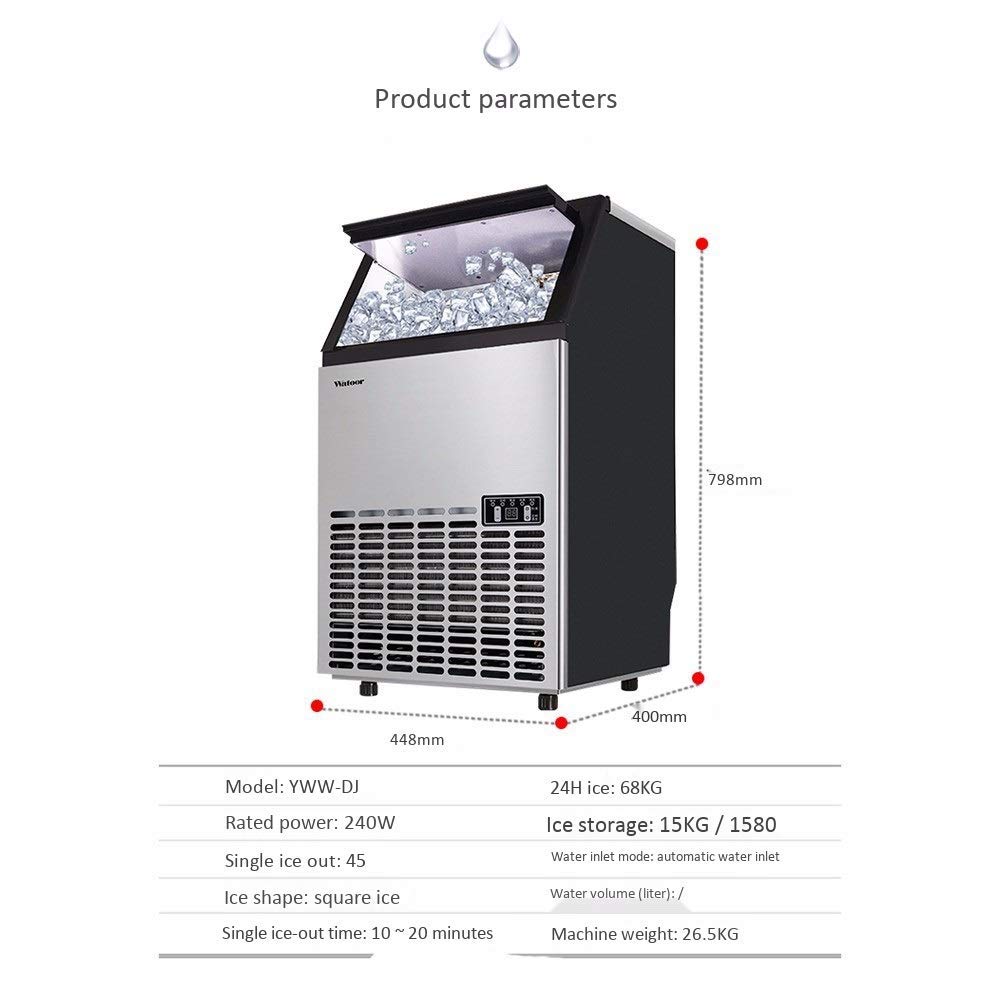 Product parameters
Watoor
798mm
400mm
448mm
Model: YWW-DJ
24H ice: 68KG
Rated power: 240W
Ice storage: 15KG / 1580
Single ice out: 45
Water inlet mode: automatic water inlet
Ice shape: square ice
Water volume (liter): /
Single ice-out time: 10 ~ 20 minutes
Machine weight: 26.5KG